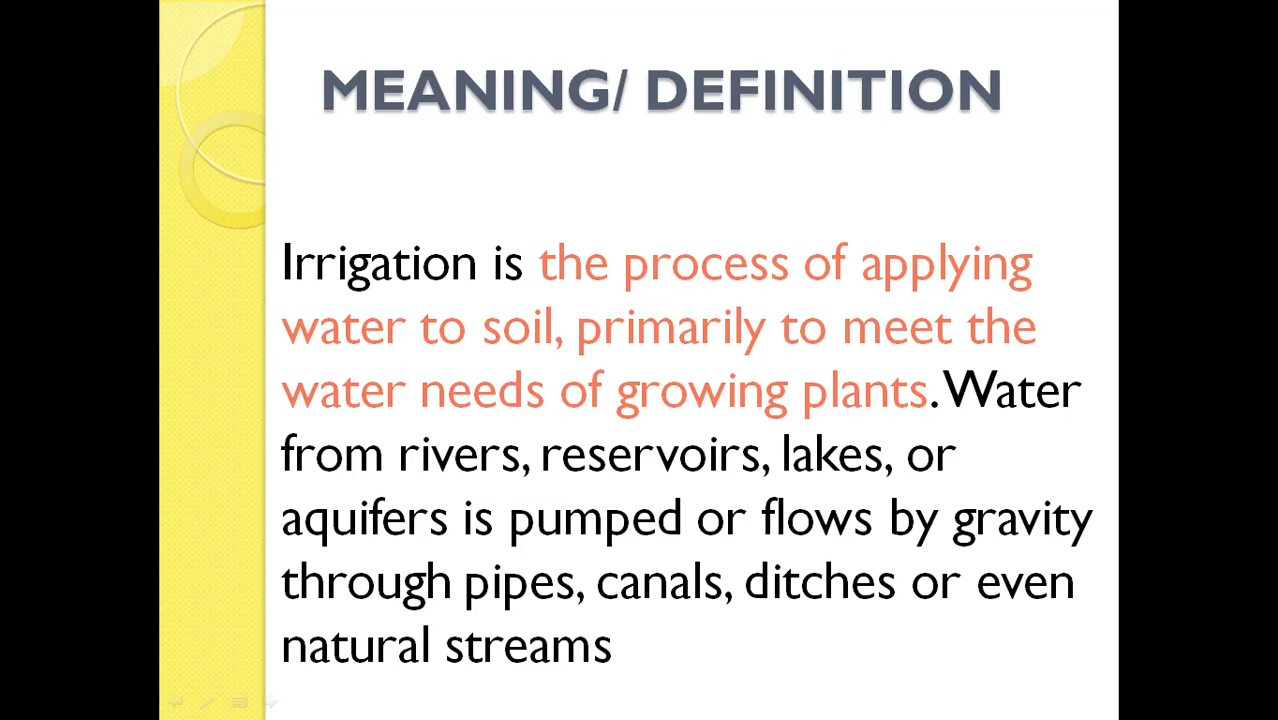 MEANING/ DEFINITION
Irrigation is the process of applying
water to soil, primarily to meet the
water needs of growing plants. Water
from rivers, reservoirs, lakes, or
aquifers is pumped or flows by gravity
through pipes, canals, ditches or even
natural streams